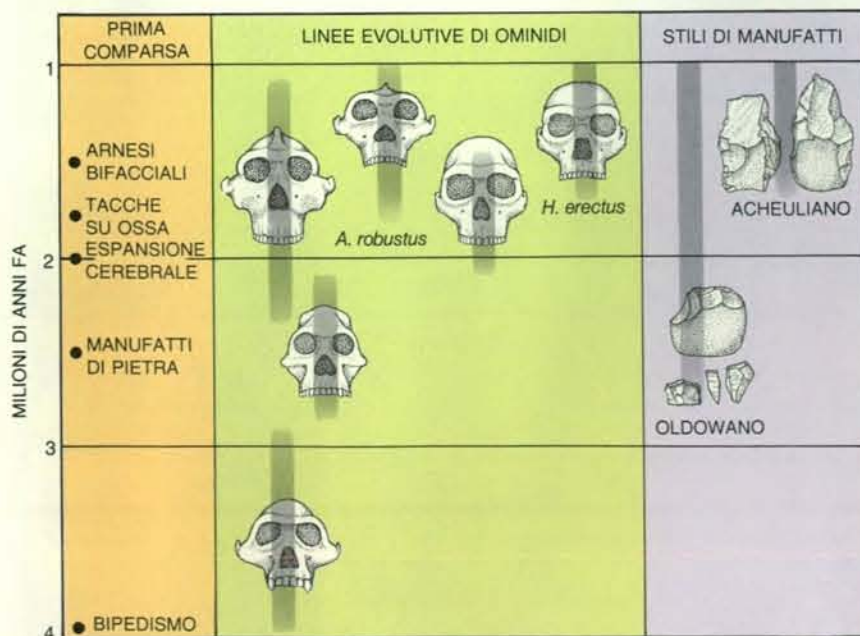 PRIMA
COMPARSA
LINEE EVOLUTIVE DI OMINIDI
STILI DI MANUFATTI
MILIONI DI ANNI FA
1
ARNESI
BIFACCIALI
TACCHE
SU OSSA
ESPANSIONE
CEREBRALE
2
MANUFATTI
DI PIETRA
3
BIPEDISMO
4
A. robustus
H. erectus
ACHEULIANO
OLDOWANO